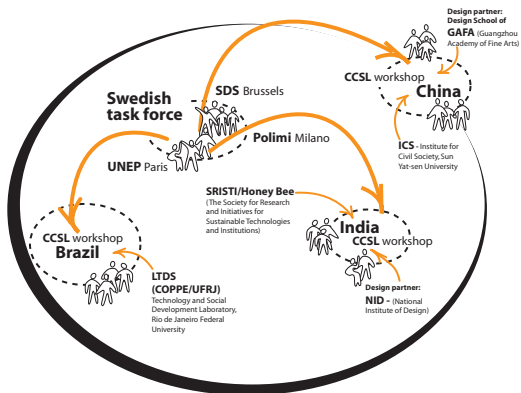 Design partner:
Design School of
GAFA (Guangzhou
Academy of Fine Arts)
CCSL workshop
China
ICS - Institute for
Civil Society, Sun
Yat-sen University
SDS Brussels
Swedish
task force
Polimi Milano
UNEP Paris
SRISTI/Honey Bee
(The Society for Research
and Initiatives for
Sustainable Technologies
and Institutions)
India
CCSL workshop
Design partner:
NID - (National
Institute of Design)
CCSL workshop
Brazil
LTDS
(COPPE/UFRJ)
Technology and Social
Development Laboratory,
Rio de Janeiro Federal
University